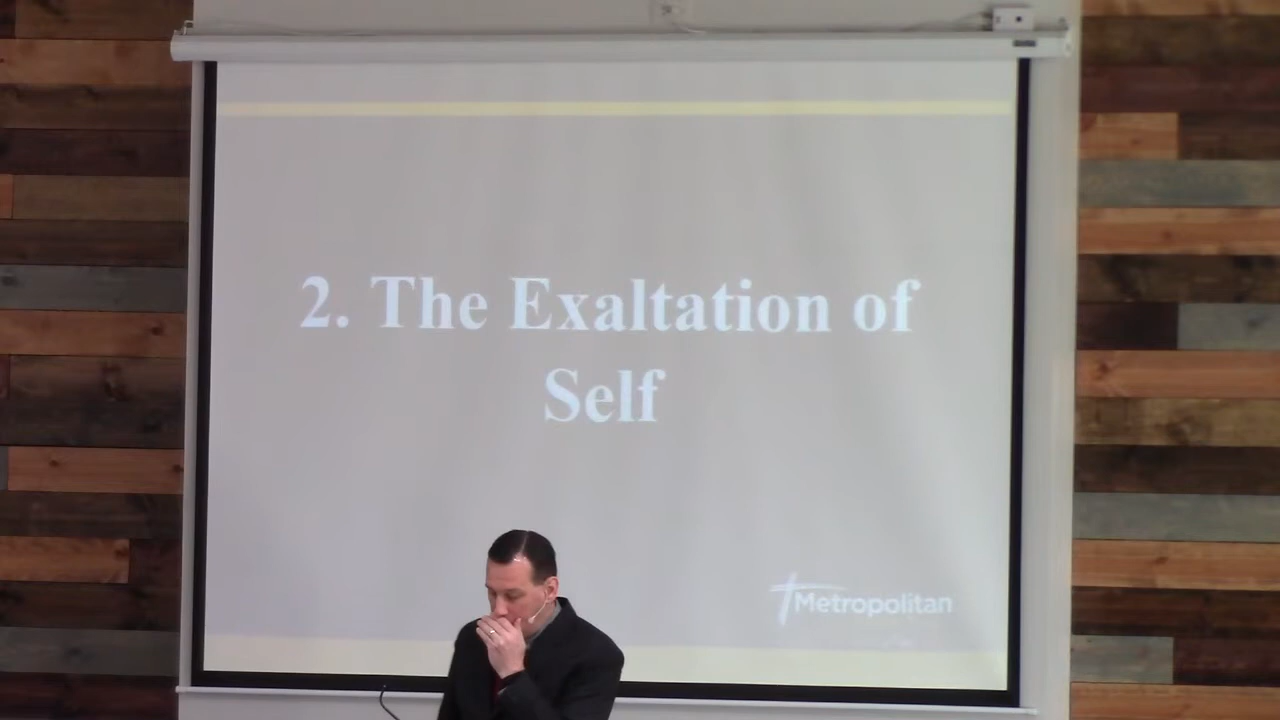 2. The Exaltation of
Self
Metropolitan